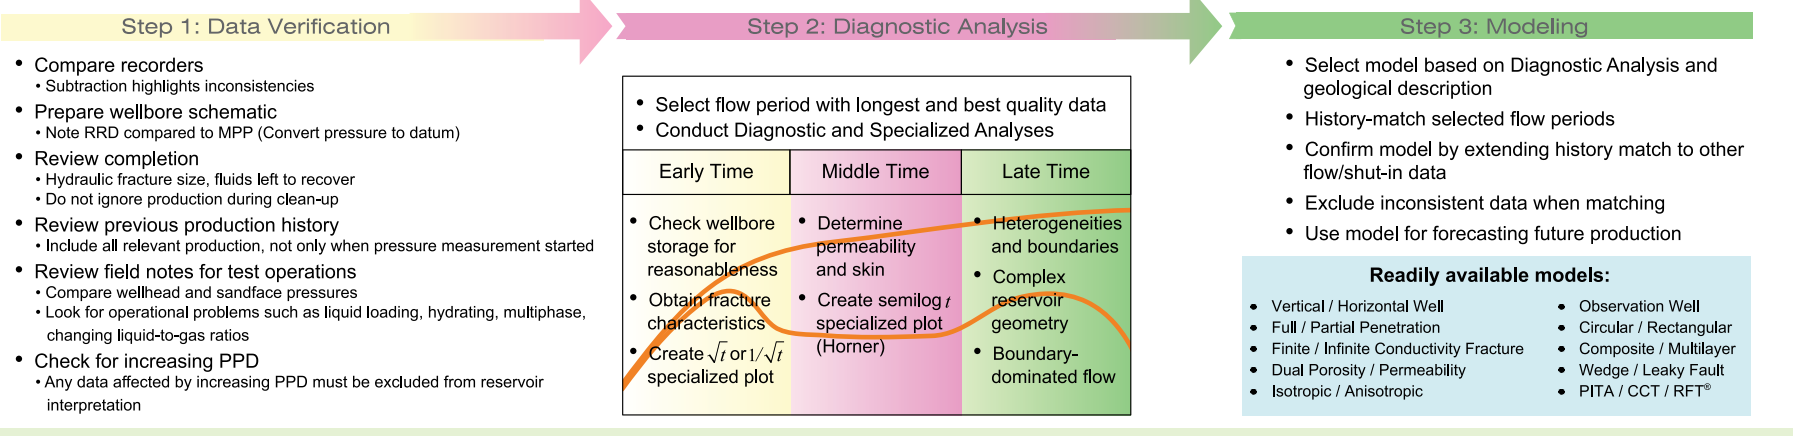 Step 1: Data Verification
• Compare recorders
• Subtraction highlights inconsistencies
• Prepare wellbore schematic
• Note RRD compared to MPP (Convert pressure to datum)
• Review completion
• Hydraulic fracture size, fluids left to recover
• Do not ignore production during clean-up
• Review previous production history
• Include all relevant production, not only when pressure measurement started
• Review field notes for test operations
• Compare wellhead and sandface pressures
• Look for operational problems such as liquid loading, hydrating, multiphase,
changing liquid-to-gas ratios
• Check for increasing PPD
• Any data affected by increasing PPD must be excluded from reservoir
interpretation
Step 2: Diagnostic Analysis
• Select flow period with longest and best quality data
• Conduct Diagnostic and Specialized Analyses
Early Time
• Check wellbore
storage for
reasonableness
• Obtain fracture
characteristics
• Create √t or 1/√t
specialized plot
Middle Time
• Determine
permeability
and skin
• Create semilog t
specialized plot
(Horner)
Late Time
• Heterogeneities
and boundaries
• Complex
reservoir
geometry
• Boundary-
dominated flow
Step 3: Modeling
• Select model based on Diagnostic Analysis and
geological description
• History-match selected flow periods
• Confirm model by extending history match to other
flow/shut-in data
• Exclude inconsistent data when matching
• Use model for forecasting future production
Readily available models:
• Vertical / Horizontal Well
• Full / Partial Penetration
• Finite / Infinite Conductivity Fracture
• Dual Porosity / Permeability
• Isotropic / Anisotropic
• Observation Well
• Circular / Rectangular
• Composite / Multilayer
• Wedge / Leaky Fault
• PITA / CCT / RFT®